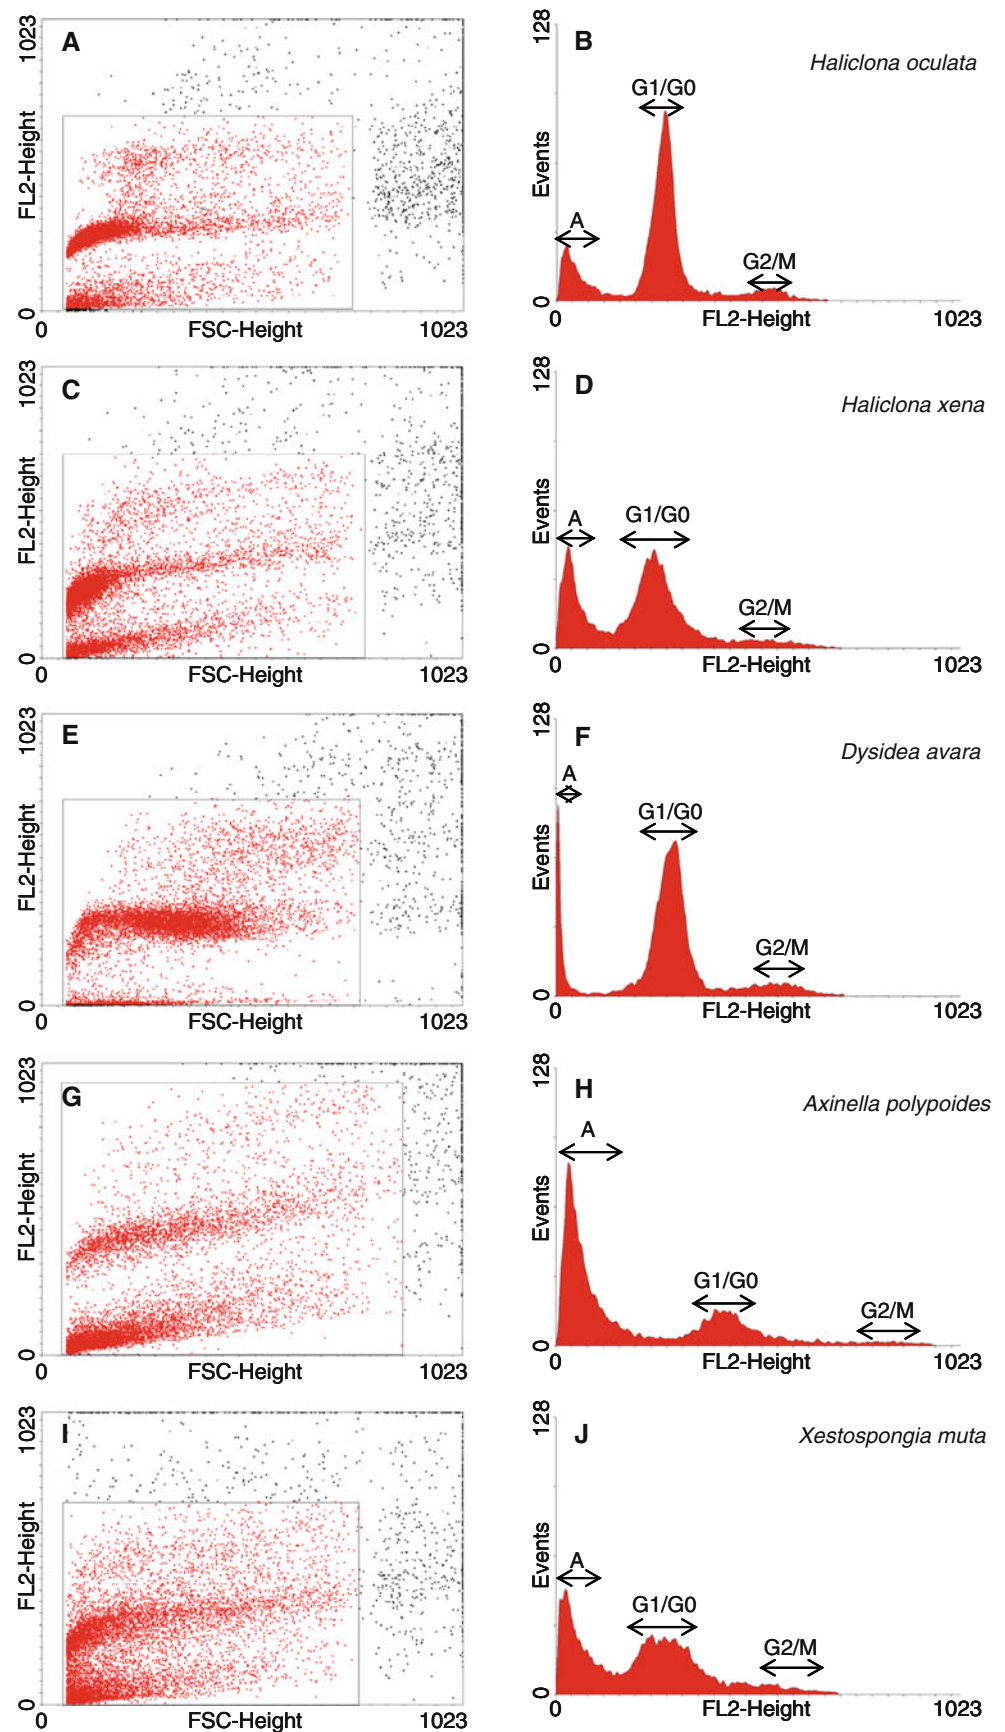 1023
A
FL2-Height
0
0
FSC-Height
1023
128
B
Haliclona oculata
G1/G0
Events
A
G2/M
0
0
FL2-Height
1023
1023
C
FL2-Height
0
0
FSC-Height
1023
128
D
Haliclona xena
Events
A
G1/G0
G2/M
0
0
FL2-Height
1023
1023
E
FL2-Height
0
0
FSC-Height
1023
128
F
Dysidea avara
A
G1/G0
Events
G2/M
0
0
FL2-Height
1023
1023
G
FL2-Height
0
0
FSC-Height
1023
128
H
Axinella polypoides
A
Events
G1/G0
G2/M
0
0
FL2-Height
1023
1023
I
FL2-Height
0
0
FSC-Height
1023
128
J
Xestospongia muta
Events
A
G1/G0
G2/M
0
0
FL2-Height
1023